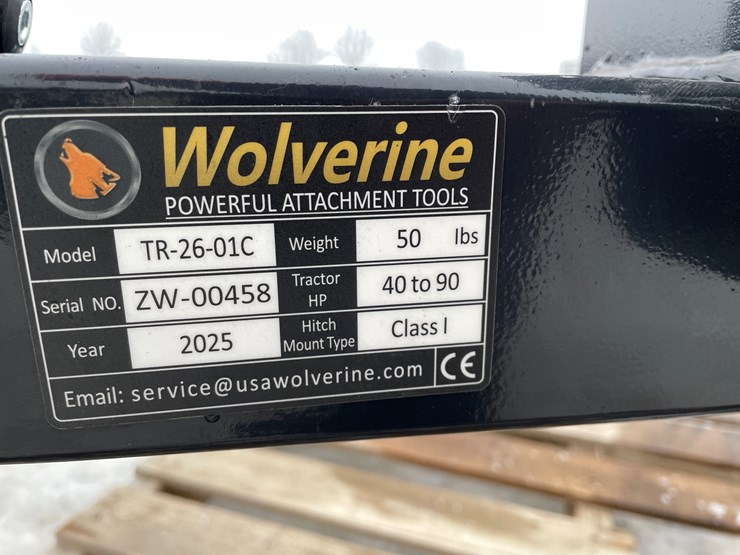 Wolverine
POWERFUL ATTACHMENT TOOLS
Model TR-26-01C Weight 50 lbs
Serial NO. ZW-00458 Tractor HP 40 to 90
Year 2025 Hitch Mount Type Class I
Email: service@usawolverine.com CE